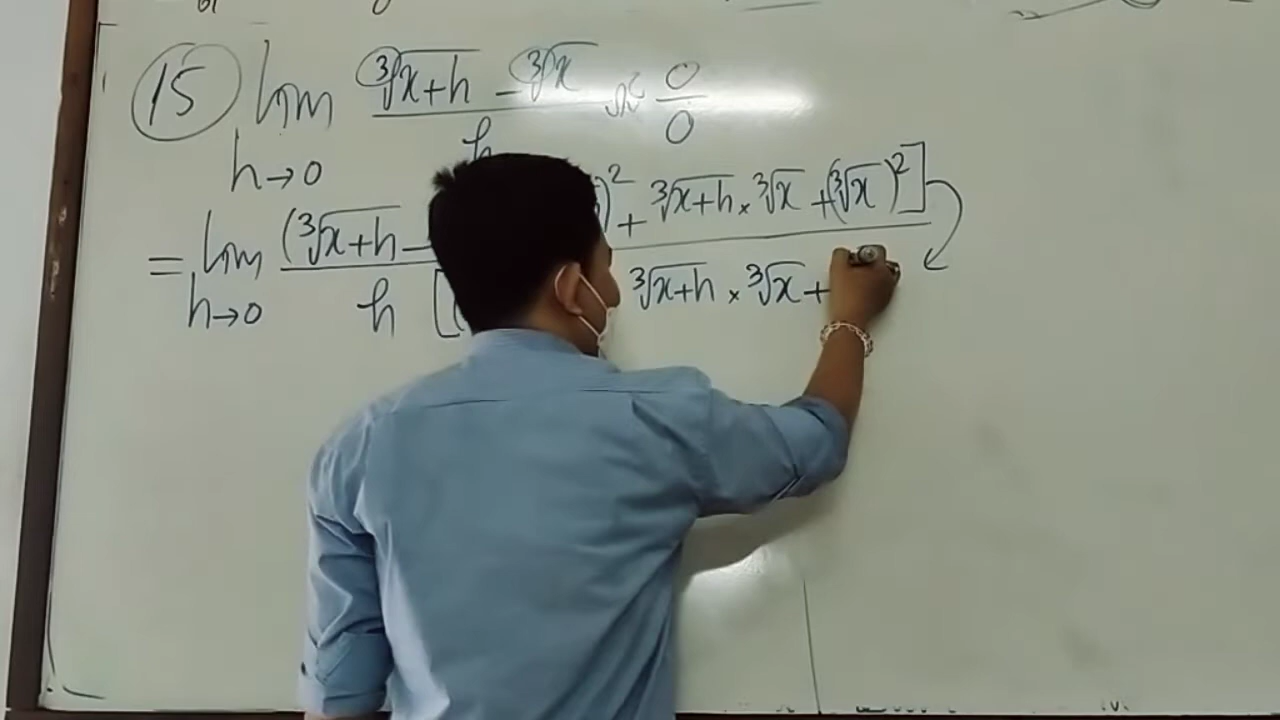 15 lim ∛x+h - ∛x 0/0
h→0 h
= lim (∛x+h - )² + ∛x+h × ∛x + (∛x)²]
h→0 h [ ∛x+h × ∛x +